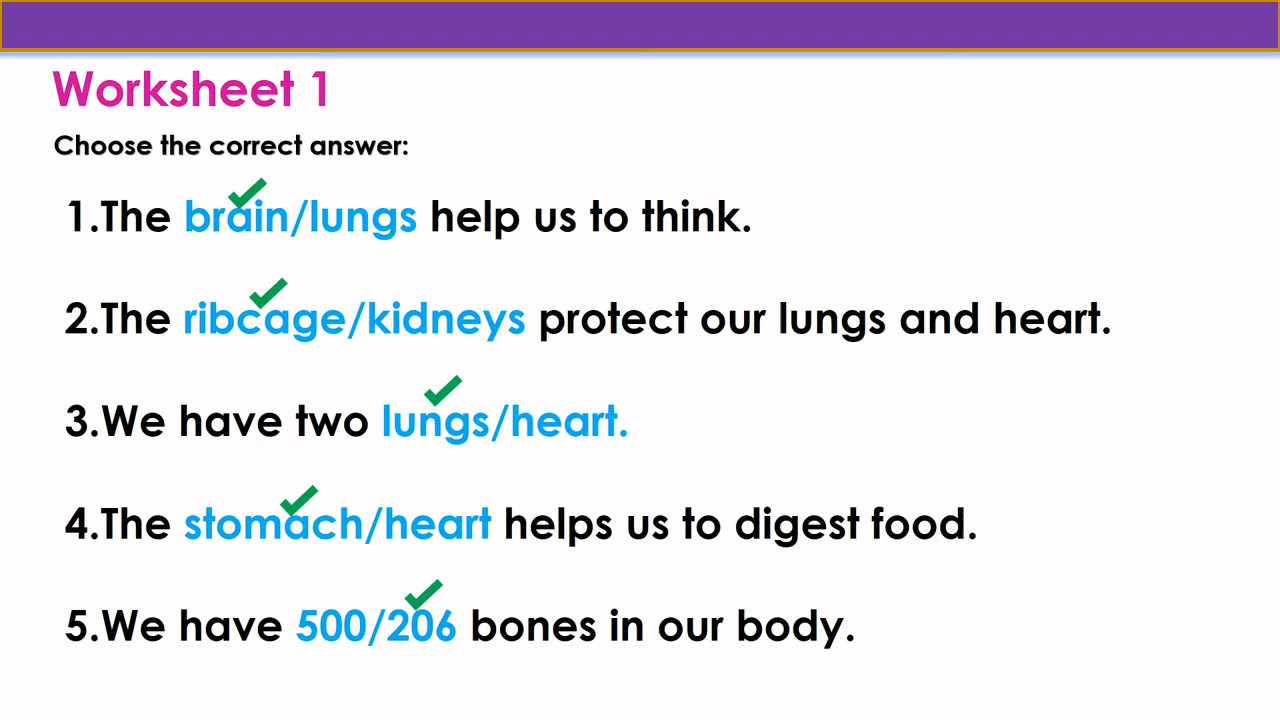 Worksheet 1
Choose the correct answer:
1.The brain/lungs help us to think.
2.The ribcage/kidneys protect our lungs and heart.
3.We have two lungs/heart.
4.The stomach/heart helps us to digest food.
5.We have 500/206 bones in our body.